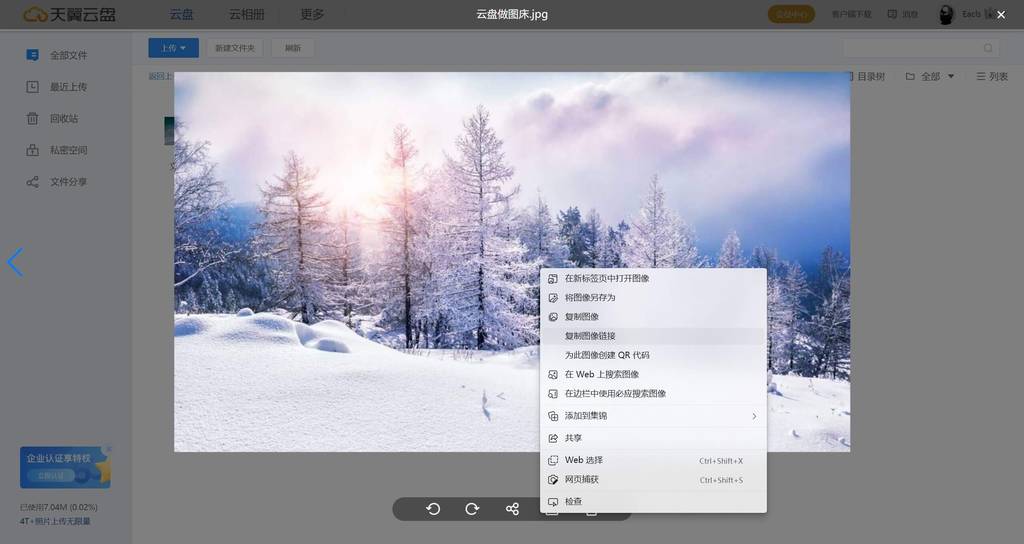 天翼云盘
云盘
云相册
更多
云盘做图床.jpg
会员中心
客户端下载
消息
Eacls
全部文件
最近上传
回收站
私密空间
文件分享
上传
新建文件夹
刷新
返回上
目录树
全部
列表
在新标签页中打开图像
将图像另存为
复制图像
复制图像链接
为此图像创建 QR 代码
在 Web 上搜索图像
在边栏中使用必应搜索图像
添加到集锦
共享
Web 选择 Ctrl+Shift+X
网页捕获 Ctrl+Shift+S
检查
企业认证享特权
立即认证
已使用7.04M (0.02%)
4T+照片上传无限量